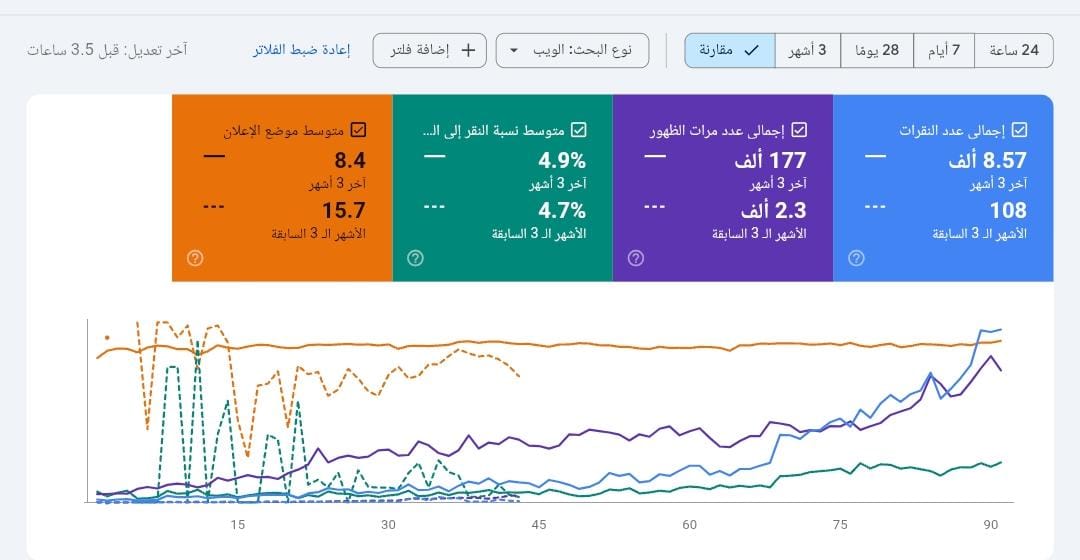 24 ساعة
7 أيام
28 يومًا
3 أشهر
مقارنة
نوع البحث: الويب
إضافة فلتر
إعادة ضبط الفلاتر
آخر تعديل: قبل 3.5 ساعات
إجمالي عدد النقرات
8.57 ألف
آخر 3 أشهر
108
الأشهر الـ 3 السابقة
إجمالي عدد مرات الظهور
177 ألف
آخر 3 أشهر
2.3 ألف
الأشهر الـ 3 السابقة
متوسط نسبة النقر إلى الـ...
4.9%
آخر 3 أشهر
4.7%
الأشهر الـ 3 السابقة
متوسط موضع الإعلان
8.4
آخر 3 أشهر
15.7
الأشهر الـ 3 السابقة
15 30 45 60 75 90